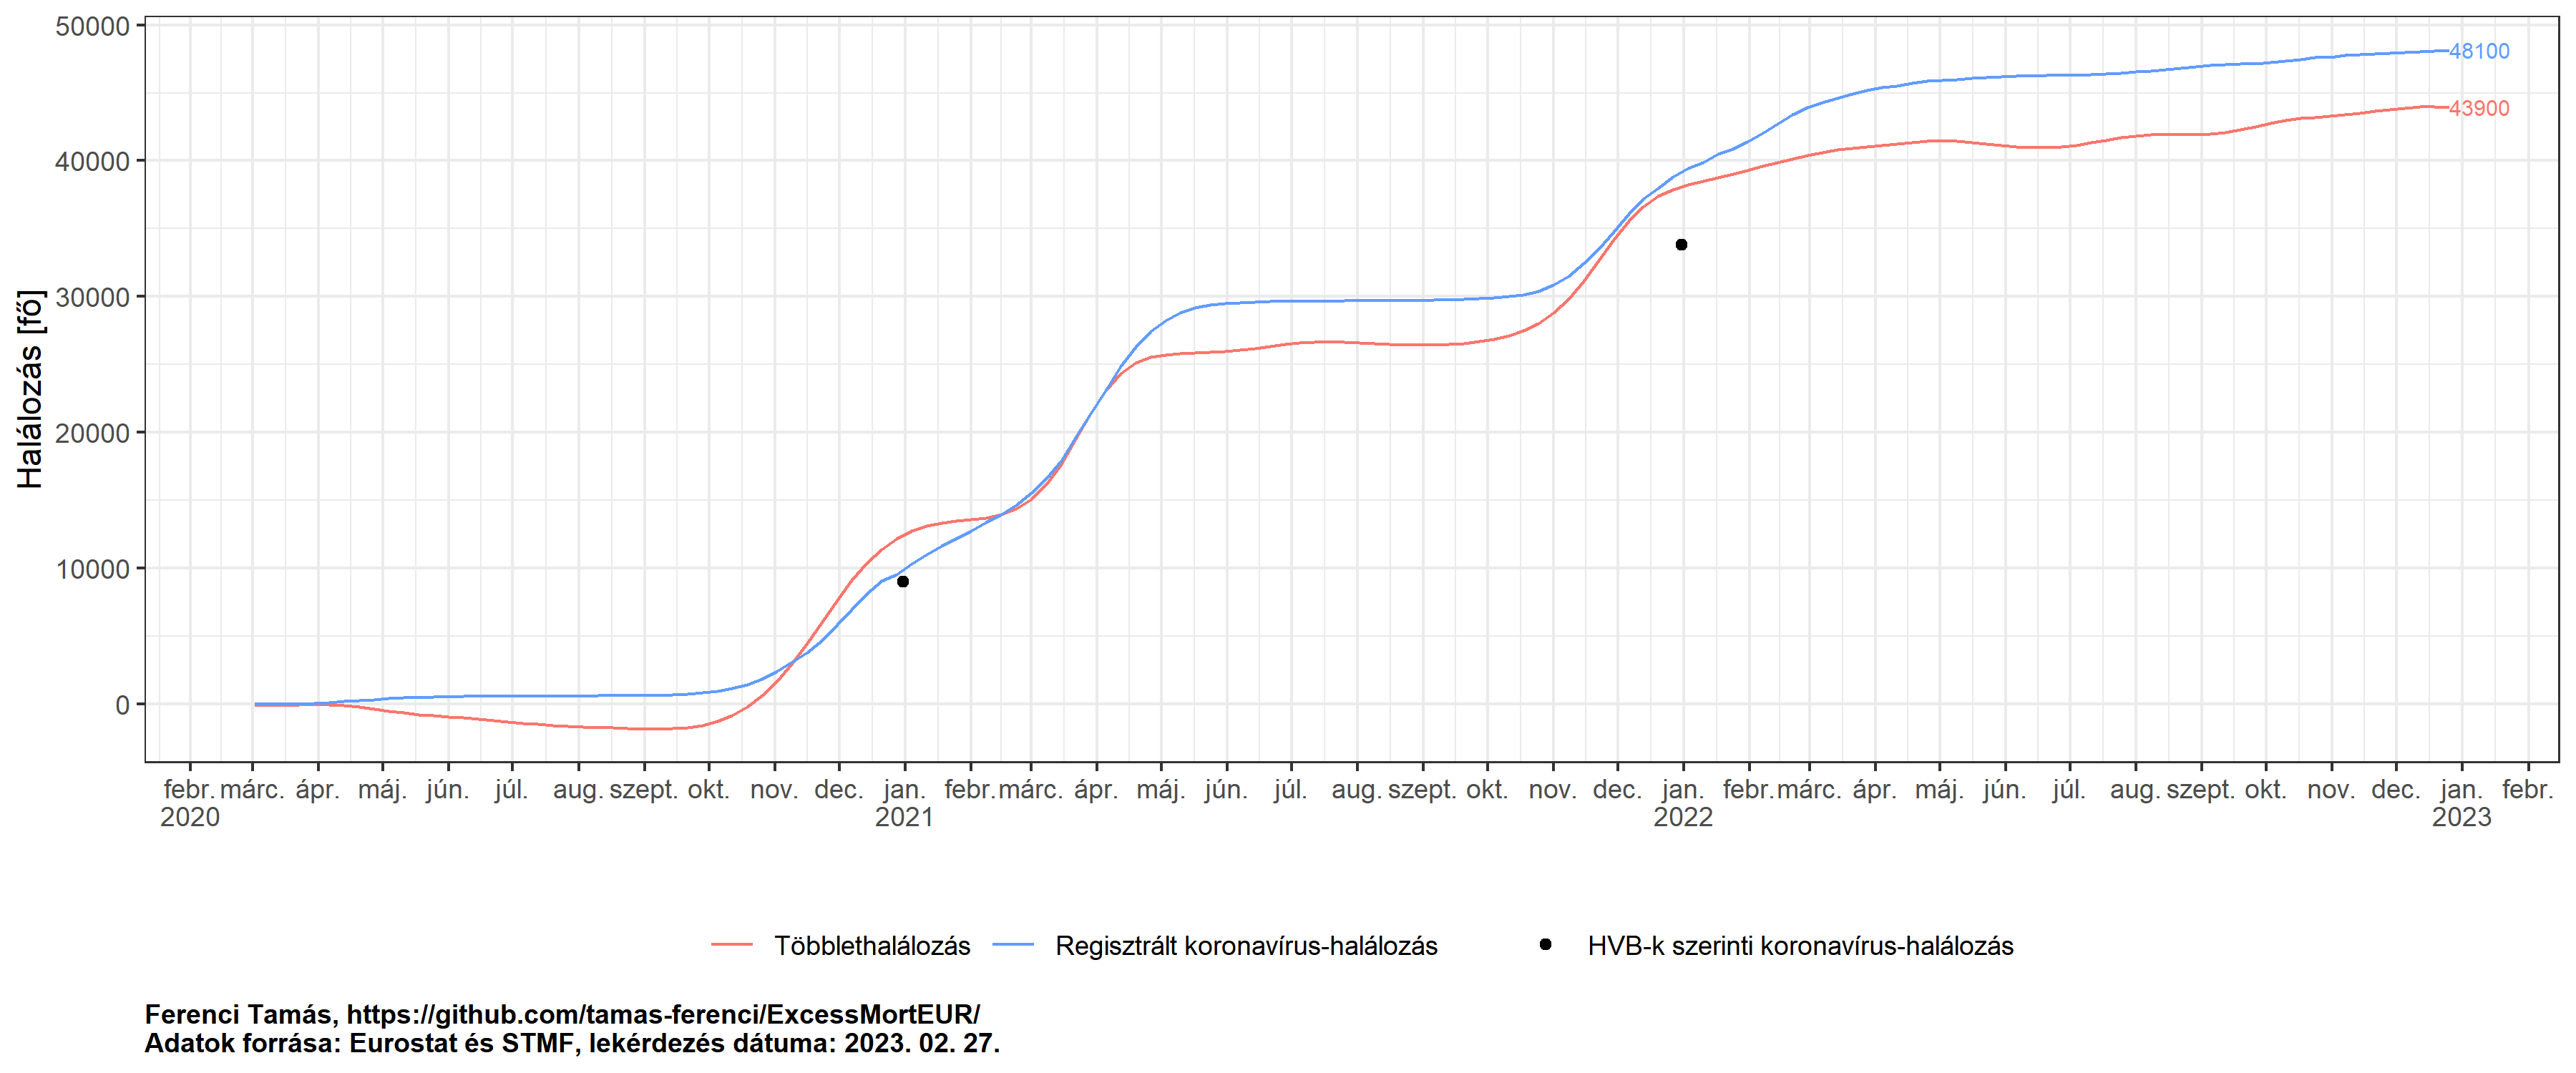 50000
40000
30000
20000
10000
0
Halálozás [fő]
48100
43900
febr. márc. ápr. máj. jún. júl. aug. szept. okt. nov. dec. jan. febr. márc. ápr. máj. jún. júl. aug. szept. okt. nov. dec. jan. febr. márc. ápr. máj. jún. júl. aug. szept. okt. nov. dec. jan. febr.
2020 2021 2022 2023
Többlethalálozás Regisztrált koronavírus-halálozás HVB-k szerinti koronavírus-halálozás
Ferenci Tamás, https://github.com/tamas-ferenci/ExcessMortEUR/
Adatok forrása: Eurostat és STMF, lekérdezés dátuma: 2023. 02. 27.